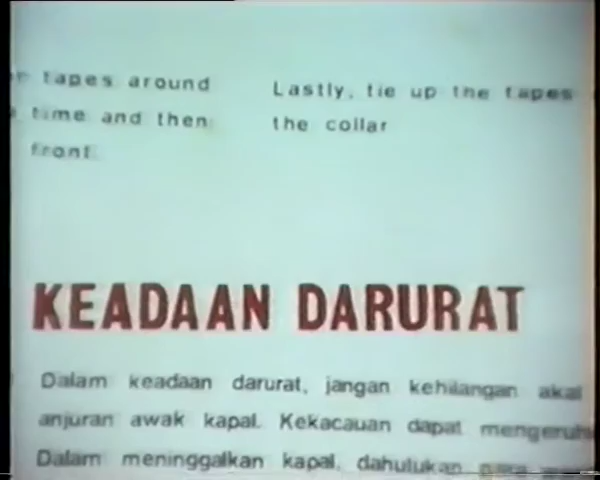 tapes around
time and then
front.
Lastly, tie up the tapes
the collar
KEADAAN DARURAT
Dalam keadaan darurat, jangan kehilangan akal
anjuran awak kapal. Kekacauan dapat
Dalam meninggalkan kapal, dahulukan